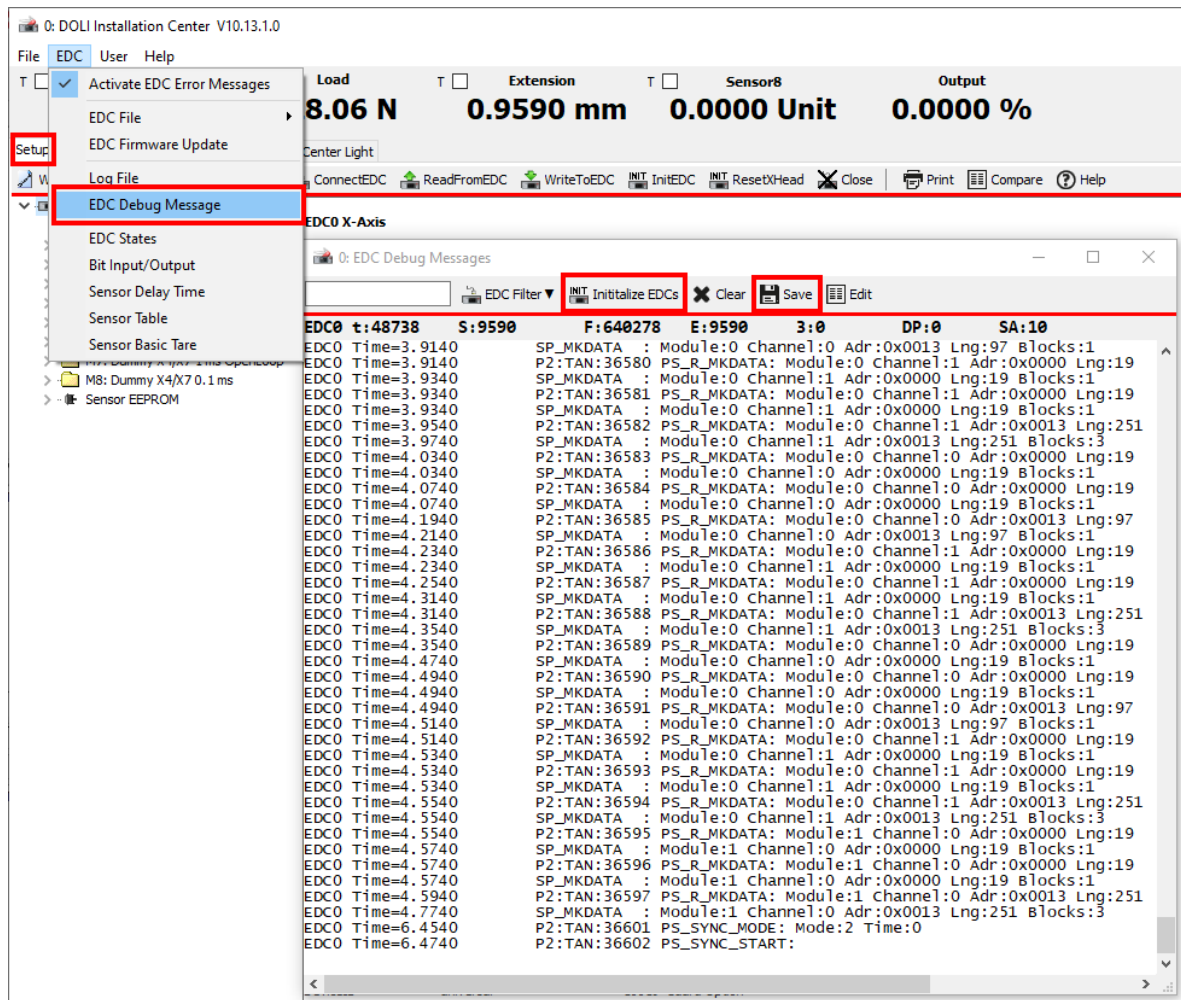 0: DOLI Installation Center V10.13.1.0
File EDC User Help
T Load T Extension T Sensor8 Output
8.06 N 0.9590 mm 0.0000 Unit 0.0000 %
Activate EDC Error Messages
EDC File
EDC Firmware Update
Log File
EDC Debug Message
EDC States
Bit Input/Output
Sensor Delay Time
Sensor Table
Sensor Basic Tare
Setup Center Light
W ConnectEDC ReadFromEDC WriteToEDC INIT InitEDC INIT ResetXHead Close Print Compare Help
EDC0 X-Axis
M8: Dummy X4/X7 0.1 ms
Sensor EEPROM
0: EDC Debug Messages
EDC Filter INIT Inititalize EDCs Clear Save Edit
EDC0 t:48738 S:9590 F:640278 E:9590 3:0 DP:0 SA:10
EDC0 Time=3.9140 SP_MKDATA : Module:0 Channel:0 Adr:0x0013 Lng:97 Blocks:1
EDC0 Time=3.9140 P2:TAN:36580 PS_R_MKDATA: Module:0 Channel:1 Adr:0x0000 Lng:19
EDC0 Time=3.9340 SP_MKDATA : Module:0 Channel:1 Adr:0x0000 Lng:19 Blocks:1
EDC0 Time=3.9340 P2:TAN:36581 PS_R_MKDATA: Module:0 Channel:1 Adr:0x0000 Lng:19
EDC0 Time=3.9340 SP_MKDATA : Module:0 Channel:1 Adr:0x0000 Lng:19 Blocks:1
EDC0 Time=3.9540 P2:TAN:36582 PS_R_MKDATA: Module:0 Channel:1 Adr:0x0013 Lng:251
EDC0 Time=3.9740 SP_MKDATA : Module:0 Channel:1 Adr:0x0013 Lng:251 Blocks:3
EDC0 Time=4.0340 P2:TAN:36583 PS_R_MKDATA: Module:0 Channel:0 Adr:0x0000 Lng:19
EDC0 Time=4.0340 SP_MKDATA : Module:0 Channel:0 Adr:0x0000 Lng:19 Blocks:1
EDC0 Time=4.0740 P2:TAN:36584 PS_R_MKDATA: Module:0 Channel:0 Adr:0x0000 Lng:19
EDC0 Time=4.0740 SP_MKDATA : Module:0 Channel:0 Adr:0x0000 Lng:19 Blocks:1
EDC0 Time=4.1940 P2:TAN:36585 PS_R_MKDATA: Module:0 Channel:0 Adr:0x0013 Lng:97
EDC0 Time=4.2140 SP_MKDATA : Module:0 Channel:0 Adr:0x0013 Lng:97 Blocks:1
EDC0 Time=4.2340 P2:TAN:36586 PS_R_MKDATA: Module:0 Channel:1 Adr:0x0000 Lng:19
EDC0 Time=4.2340 SP_MKDATA : Module:0 Channel:1 Adr:0x0000 Lng:19 Blocks:1
EDC0 Time=4.2540 P2:TAN:36587 PS_R_MKDATA: Module:0 Channel:1 Adr:0x0000 Lng:19
EDC0 Time=4.3140 SP_MKDATA : Module:0 Channel:1 Adr:0x0000 Lng:19 Blocks:1
EDC0 Time=4.3140 P2:TAN:36588 PS_R_MKDATA: Module:0 Channel:1 Adr:0x0013 Lng:251
EDC0 Time=4.3540 SP_MKDATA : Module:0 Channel:1 Adr:0x0013 Lng:251 Blocks:3
EDC0 Time=4.3540 P2:TAN:36589 PS_R_MKDATA: Module:0 Channel:0 Adr:0x0000 Lng:19
EDC0 Time=4.4740 SP_MKDATA : Module:0 Channel:0 Adr:0x0000 Lng:19 Blocks:1
EDC0 Time=4.4940 P2:TAN:36590 PS_R_MKDATA: Module:0 Channel:0 Adr:0x0000 Lng:19
EDC0 Time=4.4940 SP_MKDATA : Module:0 Channel:0 Adr:0x0000 Lng:19 Blocks:1
EDC0 Time=4.4940 P2:TAN:36591 PS_R_MKDATA: Module:0 Channel:0 Adr:0x0013 Lng:97
EDC0 Time=4.5140 SP_MKDATA : Module:0 Channel:0 Adr:0x0013 Lng:97 Blocks:1
EDC0 Time=4.5140 P2:TAN:36592 PS_R_MKDATA: Module:0 Channel:1 Adr:0x0000 Lng:19
EDC0 Time=4.5340 SP_MKDATA : Module:0 Channel:1 Adr:0x0000 Lng:19 Blocks:1
EDC0 Time=4.5340 P2:TAN:36593 PS_R_MKDATA: Module:0 Channel:1 Adr:0x0000 Lng:19
EDC0 Time=4.5340 SP_MKDATA : Module:0 Channel:1 Adr:0x0000 Lng:19 Blocks:1
EDC0 Time=4.5540 P2:TAN:36594 PS_R_MKDATA: Module:0 Channel:1 Adr:0x0013 Lng:251
EDC0 Time=4.5540 SP_MKDATA : Module:0 Channel:1 Adr:0x0013 Lng:251 Blocks:3
EDC0 Time=4.5540 P2:TAN:36595 PS_R_MKDATA: Module:1 Channel:0 Adr:0x0000 Lng:19
EDC0 Time=4.5740 SP_MKDATA : Module:1 Channel:0 Adr:0x0000 Lng:19 Blocks:1
EDC0 Time=4.5740 P2:TAN:36596 PS_R_MKDATA: Module:1 Channel:0 Adr:0x0000 Lng:19
EDC0 Time=4.5740 SP_MKDATA : Module:1 Channel:0 Adr:0x0000 Lng:19 Blocks:1
EDC0 Time=4.5940 P2:TAN:36597 PS_R_MKDATA: Module:1 Channel:0 Adr:0x0013 Lng:251
EDC0 Time=4.7740 SP_MKDATA : Module:1 Channel:0 Adr:0x0013 Lng:251 Blocks:3
EDC0 Time=6.4540 P2:TAN:36601 PS_SYNC_MODE: Mode:2 Time:0
EDC0 Time=6.4740 P2:TAN:36602 PS_SYNC_START: